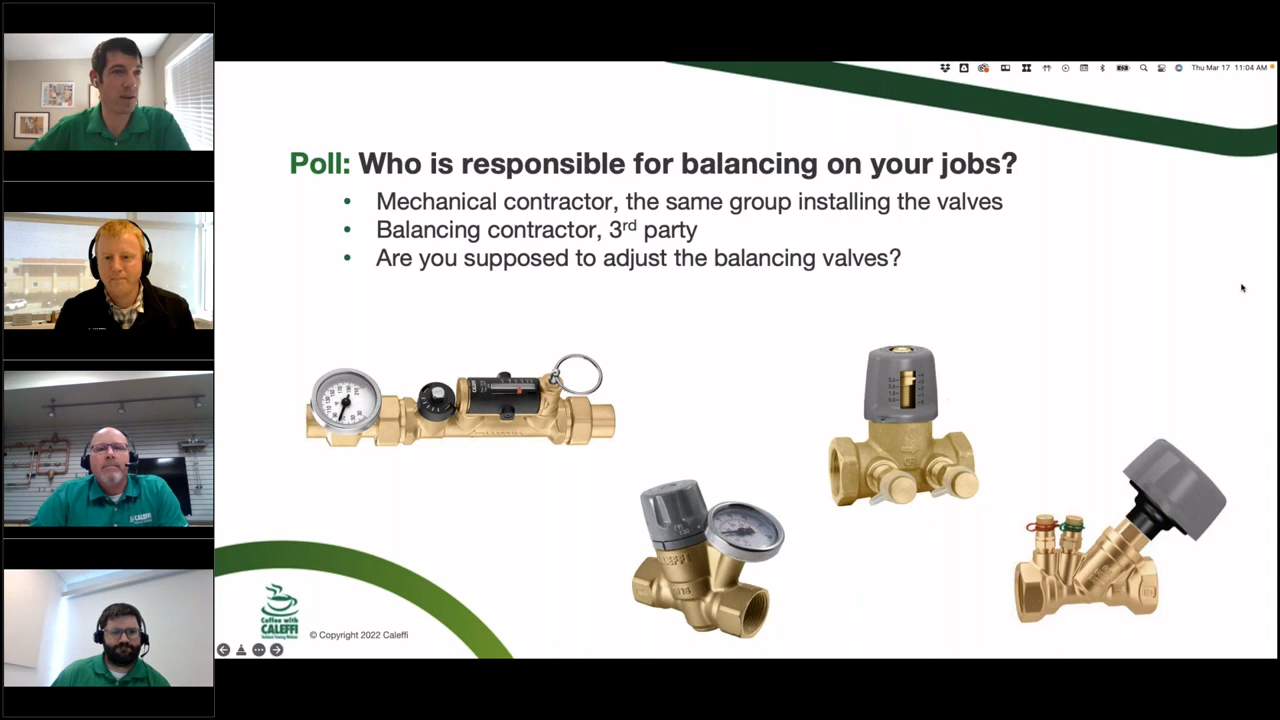 Thu Mar 17 11:04 AM
Poll: Who is responsible for balancing on your jobs?
• Mechanical contractor, the same group installing the valves
• Balancing contractor, 3rd party
• Are you supposed to adjust the balancing valves?
CALEFFI
Coffee with
CALEFFI
© Copyright 2022 Caleffi